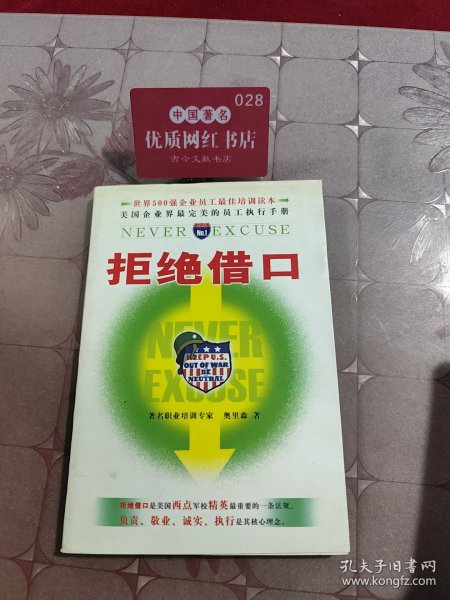 028
中国著名
优质网红书店
古今文献书店
世界500强企业员工最佳培训读本
美国企业界最完美的员工执行手册
NEVER No.1 EXCUSE
拒绝借口
NEVER
KEEP U.S.
OUT OF WAR
BE
NEUTRAL
EXCUSE
著名职业培训专家 奥里森 著
拒绝借口是美国西点军校精英最重要的一条法规。
负责、敬业、诚实、执行是其核心理念。
孔夫子旧书网
www.kongfz.com